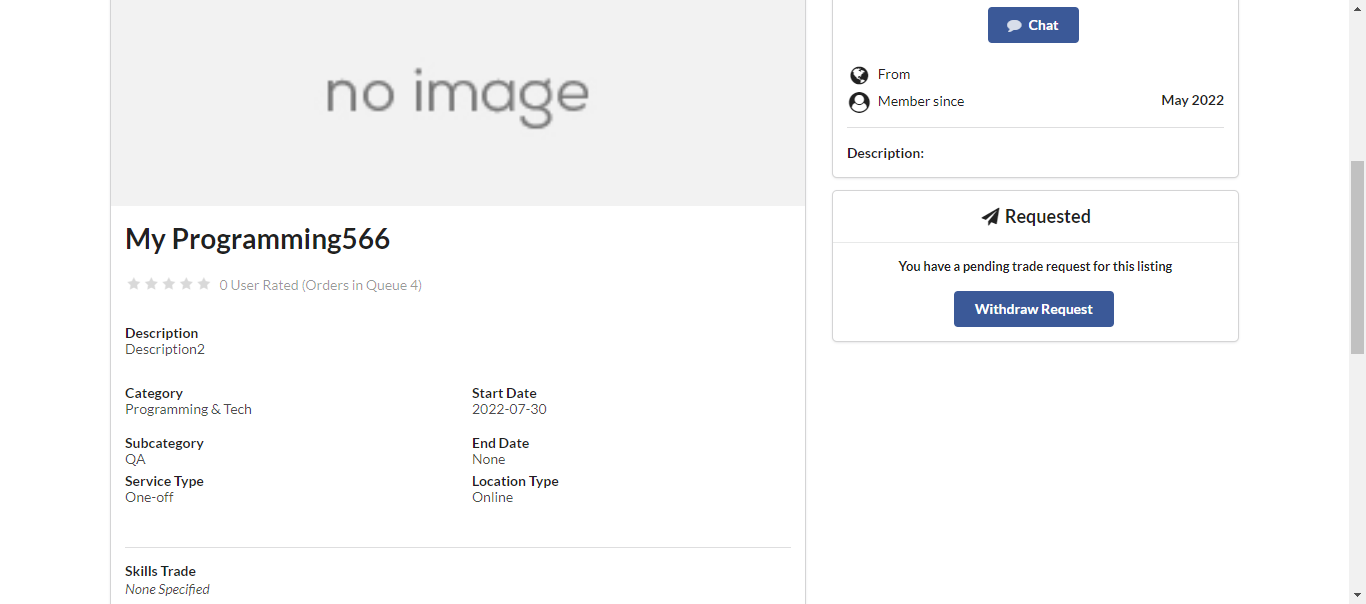 no image
My Programming566
0 User Rated (Orders in Queue 4)
Description
Description2
Category
Programming & Tech
Start Date
2022-07-30
Subcategory
QA
End Date
None
Service Type
One-off
Location Type
Online
Skills Trade
None Specified
Chat
From
Member since May 2022
Description:
Requested
You have a pending trade request for this listing
Withdraw Request